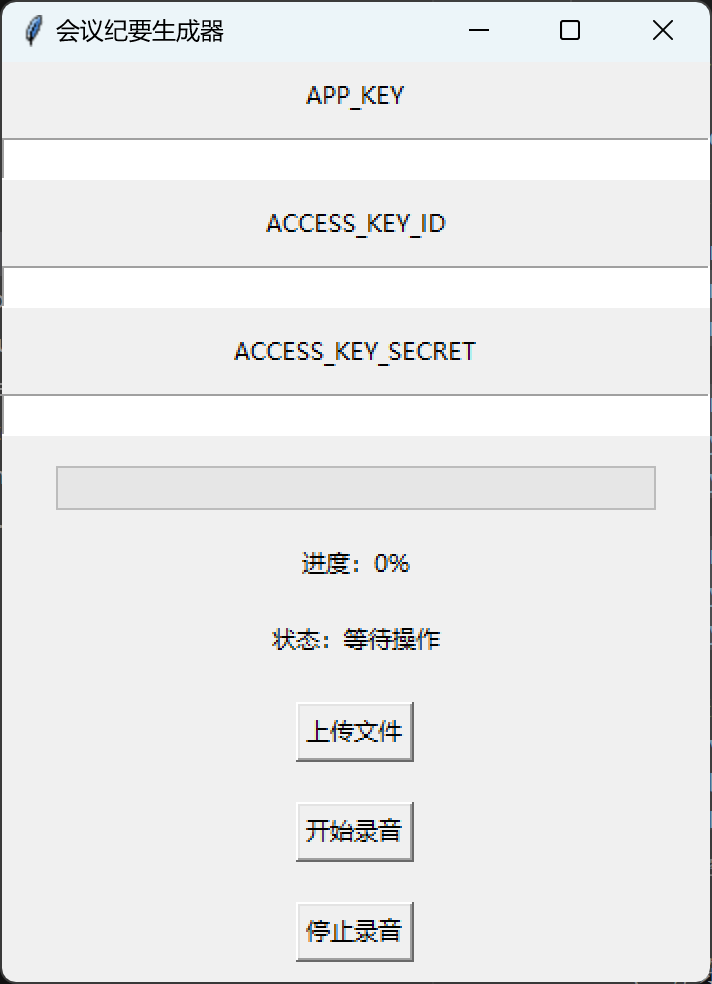 会议纪要生成器
APP_KEY
ACCESS_KEY_ID
ACCESS_KEY_SECRET
进度：0%
状态：等待操作
上传文件
开始录音
停止录音